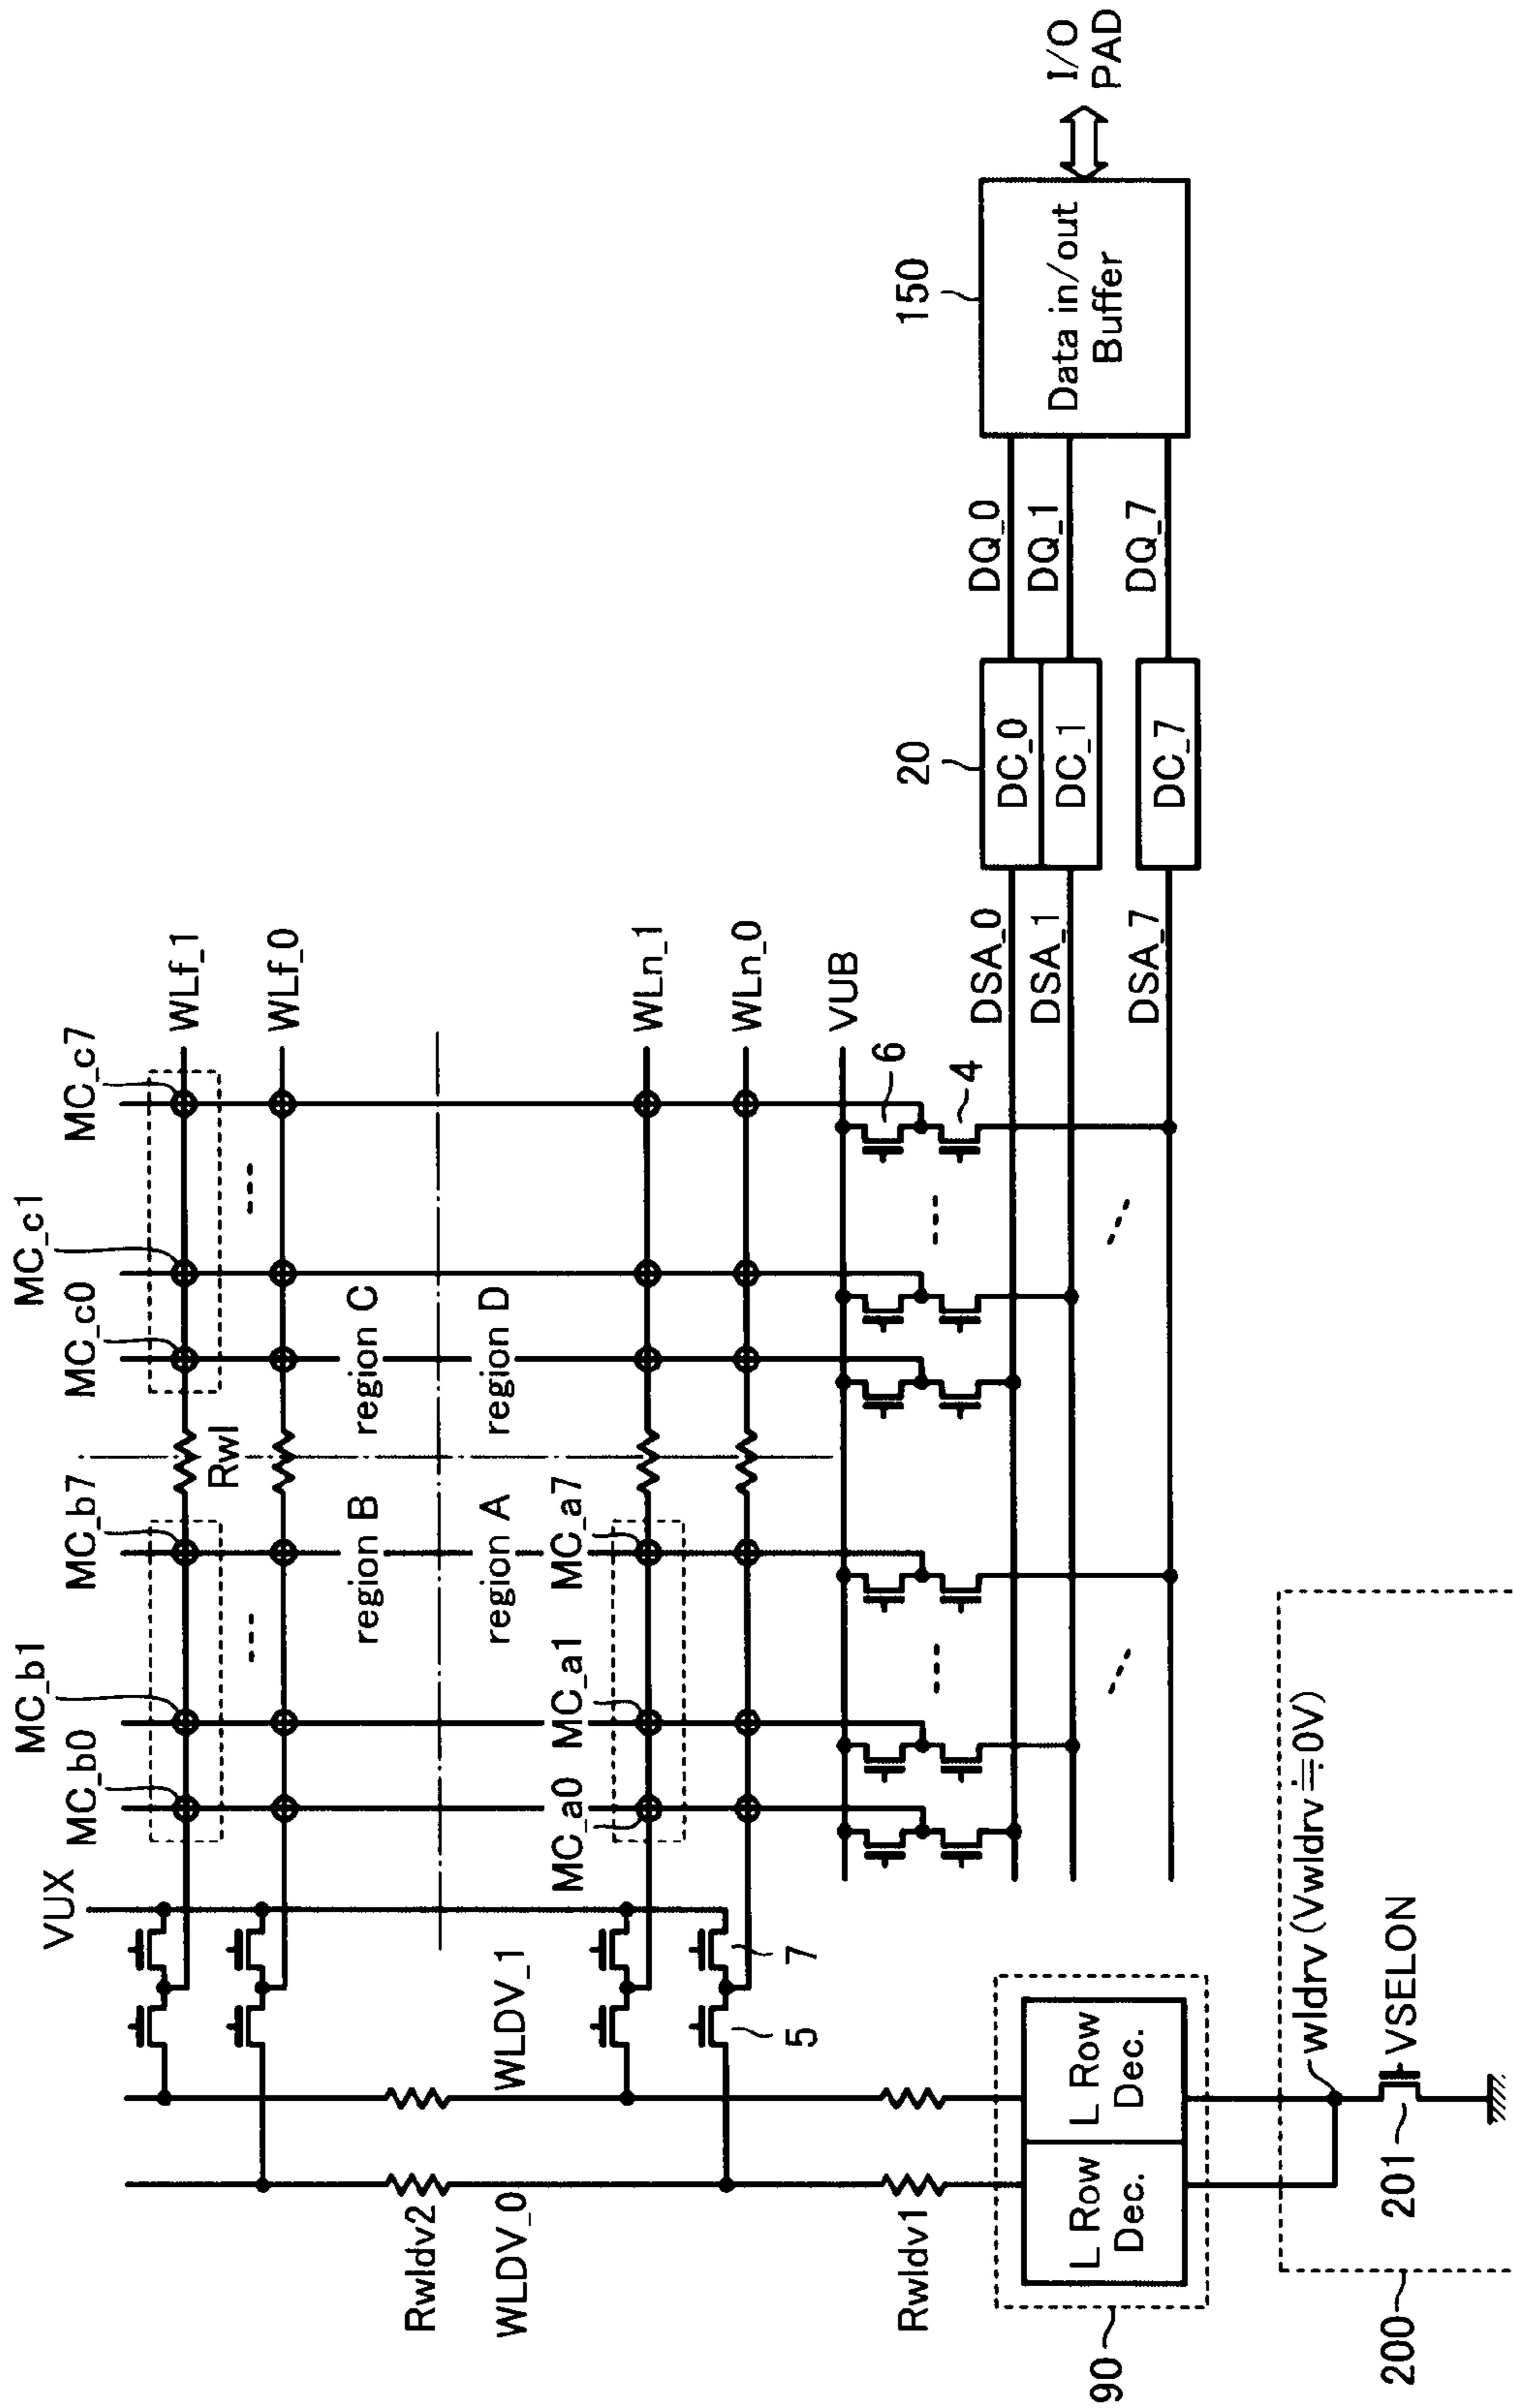 MC_b0
MC_b1
MC_b7
MC_c0
MC_c1
MC_c7
VUX
WLf_1
WLf_0
Rwl
region B
region C
region A
region D
MC_a0
MC_a1
MC_a7
WLn_1
WLn_0
VUB
Rwldv2
WLDV_1
WLDV_0
5
7
6
4
Rwldv1
DSA_0
DSA_1
DSA_7
20
DC_0
DC_1
DC_7
DQ_0
DQ_1
DQ_7
150
Data in/out
Buffer
I/O
PAD
90
L Row
Dec.
L Row
Dec.
wldrv (Vwldrv≒0V)
VSELON
201
200